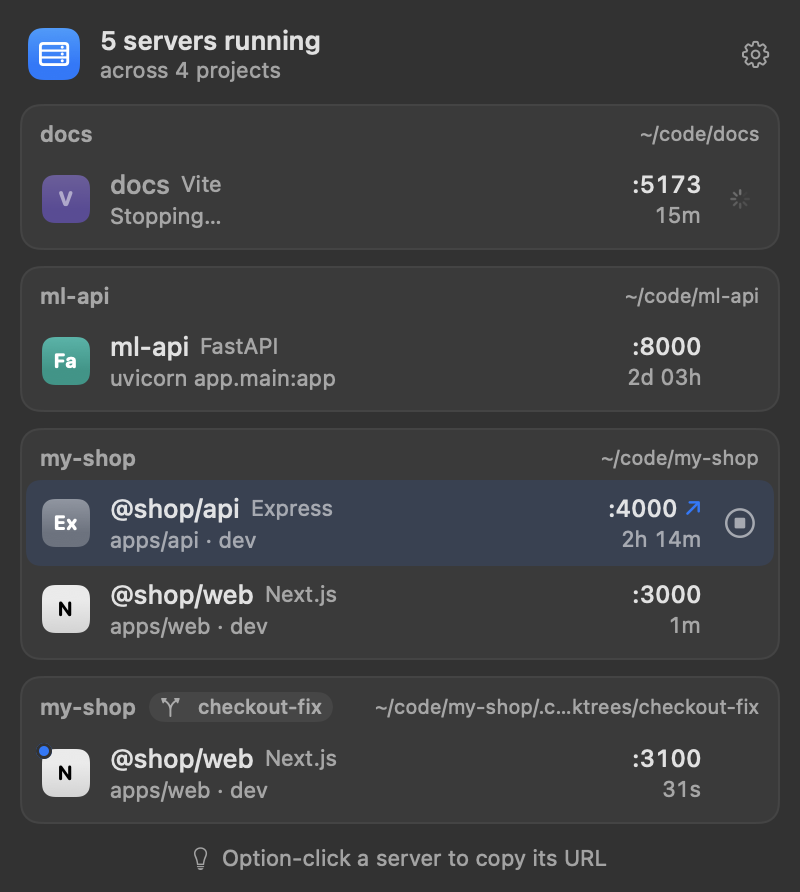 5 servers running
across 4 projects
docs ~/code/docs
V docs Vite :5173
Stopping... 15m
ml-api ~/code/ml-api
Fa ml-api FastAPI :8000
uvicorn app.main:app 2d 03h
my-shop ~/code/my-shop
Ex @shop/api Express :4000
apps/api · dev 2h 14m
N @shop/web Next.js :3000
apps/web · dev 1m
my-shop checkout-fix ~/code/my-shop/.c...ktrees/checkout-fix
N @shop/web Next.js :3100
apps/web · dev 31s
Option-click a server to copy its URL